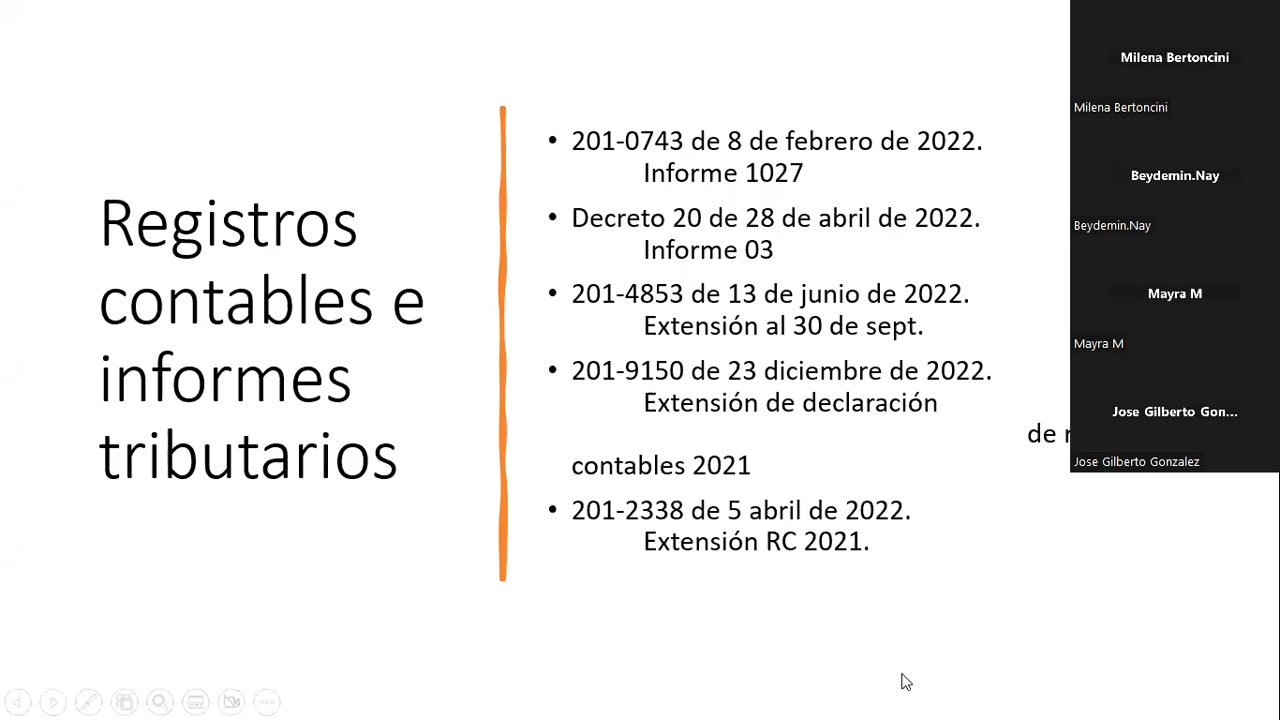 Registros
contables e
informes
tributarios
• 201-0743 de 8 de febrero de 2022.
Informe 1027
• Decreto 20 de 28 de abril de 2022.
Informe 03
• 201-4853 de 13 de junio de 2022.
Extensión al 30 de sept.
• 201-9150 de 23 diciembre de 2022.
Extensión de declaración
de
contables 2021
• 201-2338 de 5 abril de 2022.
Extensión RC 2021.
Milena Bertoncini
Milena Bertoncini
Beydemin.Nay
Beydemin.Nay
Mayra M
Mayra M
Jose Gilberto Gon...
Jose Gilberto Gonzalez